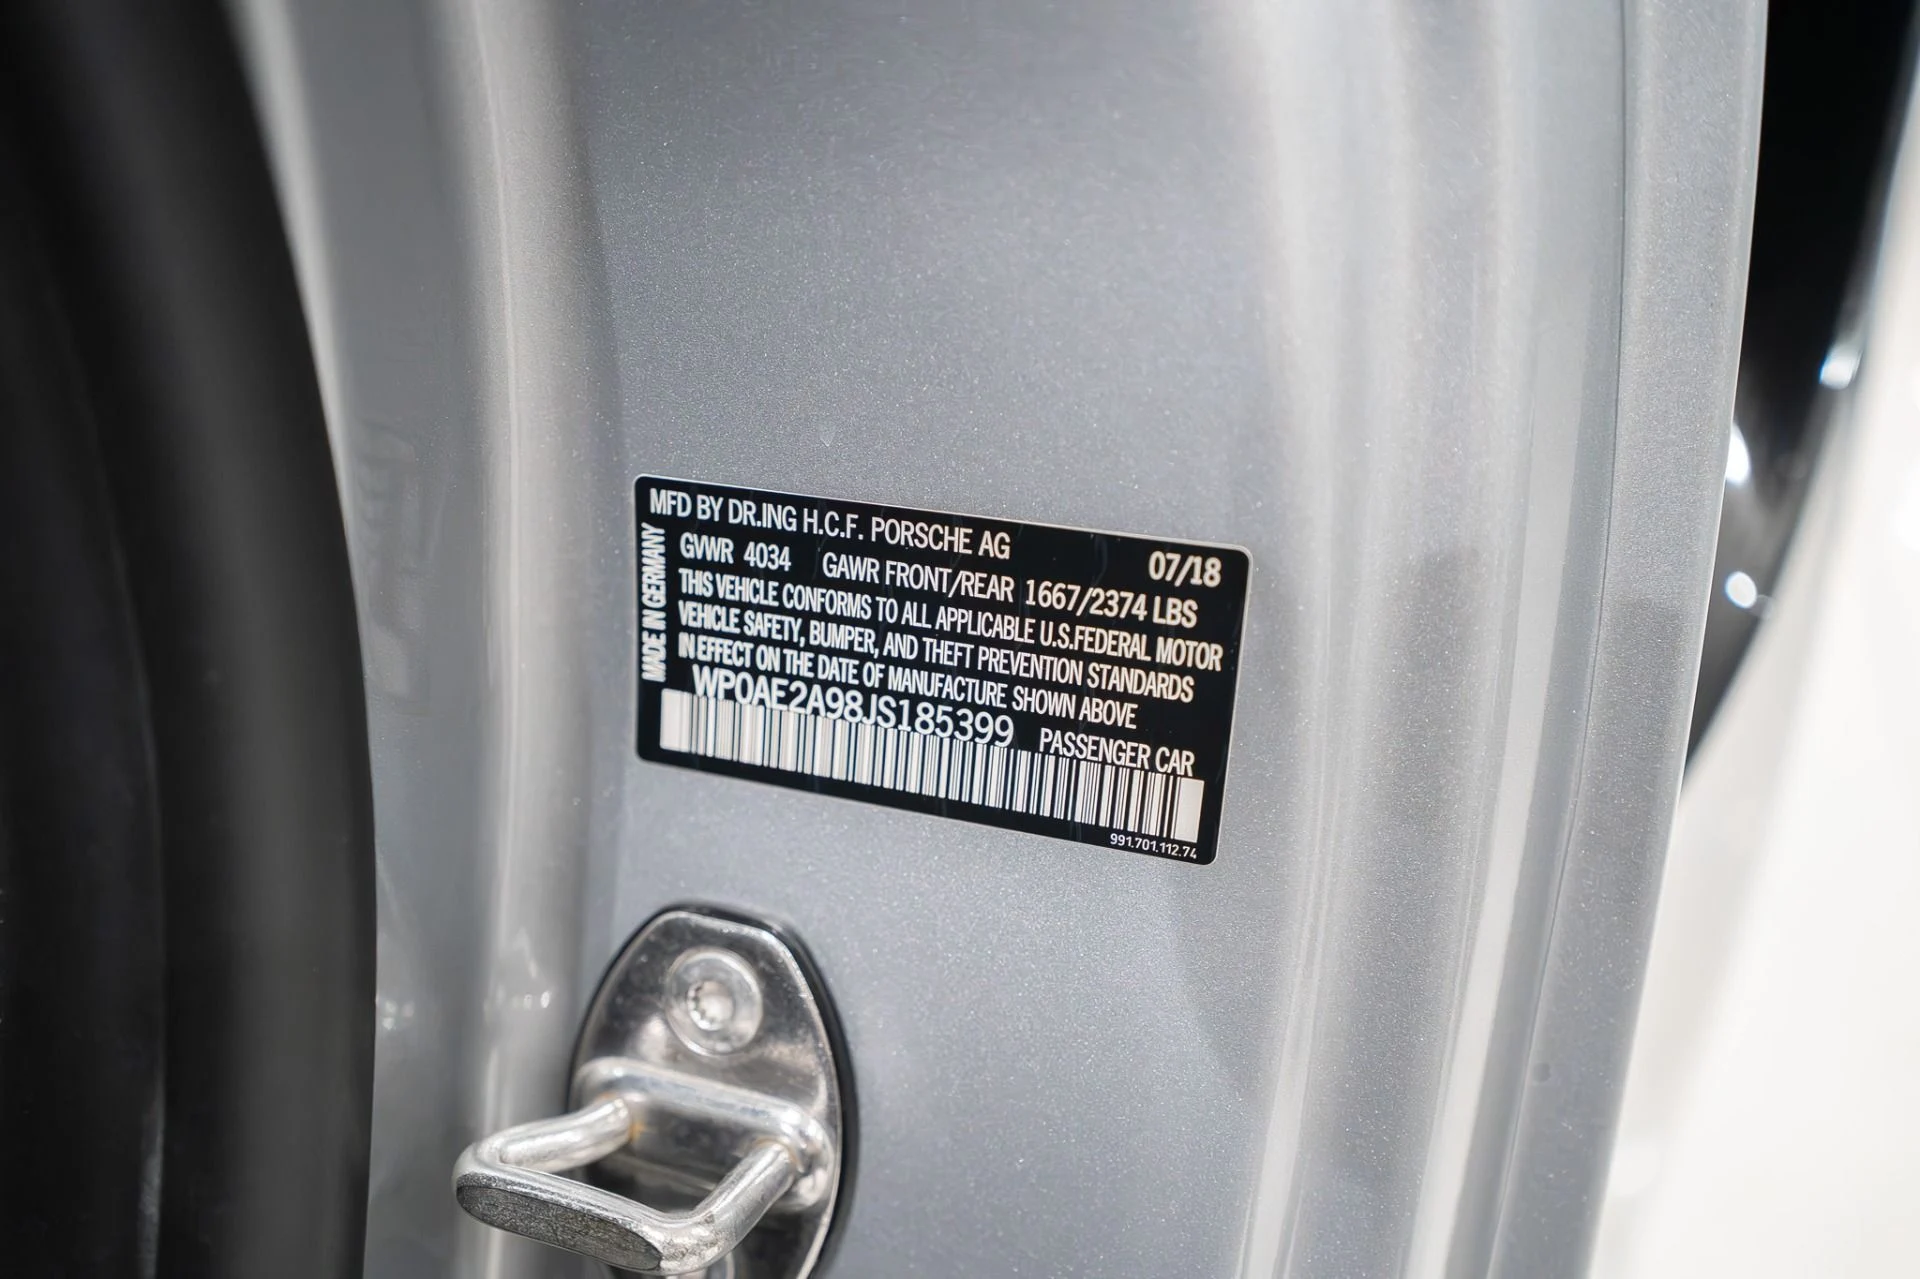 MFD BY DR.ING H.C.F. PORSCHE AG 07/18
GVWR 4034 GAWR FRONT/REAR 1667/2374 LBS
THIS VEHICLE CONFORMS TO ALL APPLICABLE U.S.FEDERAL MOTOR
VEHICLE SAFETY, BUMPER, AND THEFT PREVENTION STANDARDS
IN EFFECT ON THE DATE OF MANUFACTURE SHOWN ABOVE
WP0AE2A98JS185399 PASSENGER CAR
991.701.112.74
MADE IN GERMANY